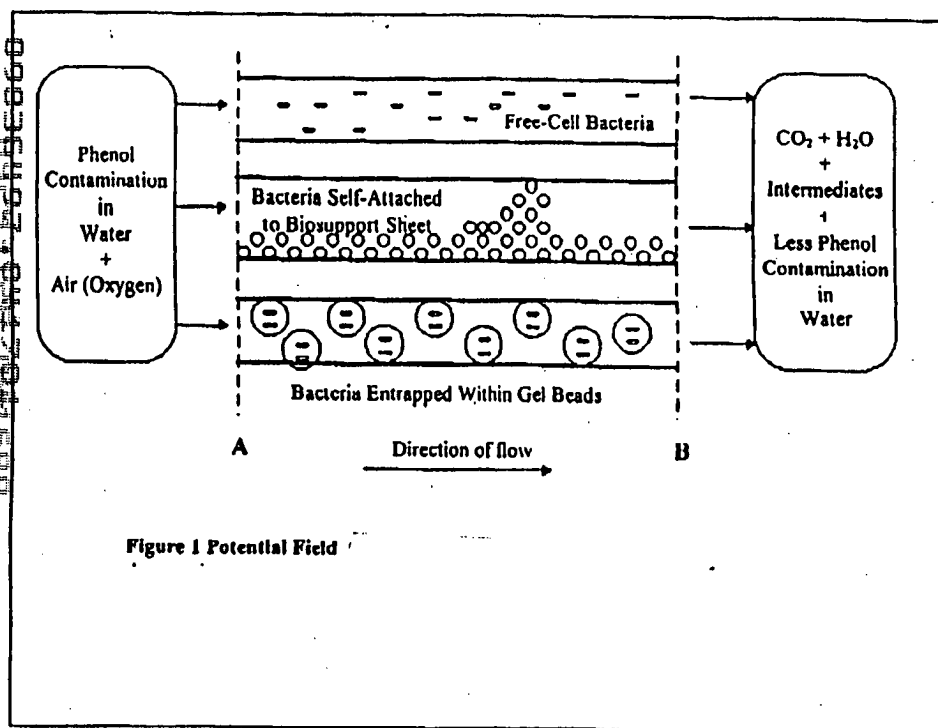 Phenol
Contamination
in
Water
+
Air (Oxygen)
Free-Cell Bacteria
Bacteria Self-Attached
to Biosupport Sheet
Bacteria Entrapped Within Gel Beads
A
Direction of flow
B
CO₂ + H₂O
+
Intermediates
+
Less Phenol
Contamination
in
Water
Figure 1 Potential Field